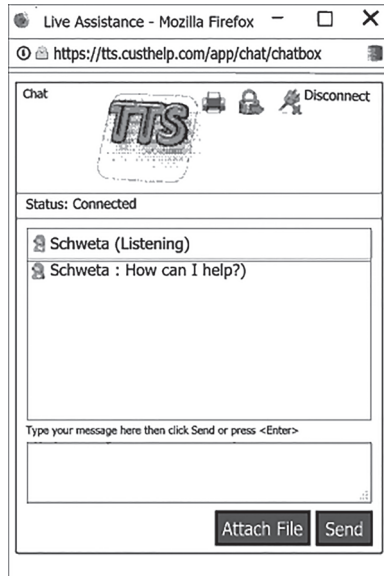 Live Assistance - Mozilla Firefox
https://tts.custhelp.com/app/chat/chatbox
Chat
TTS
Disconnect
Status: Connected
Schweta (Listening)
Schweta : How can I help?)
Type your message here then click Send or press <Enter>
Attach File Send